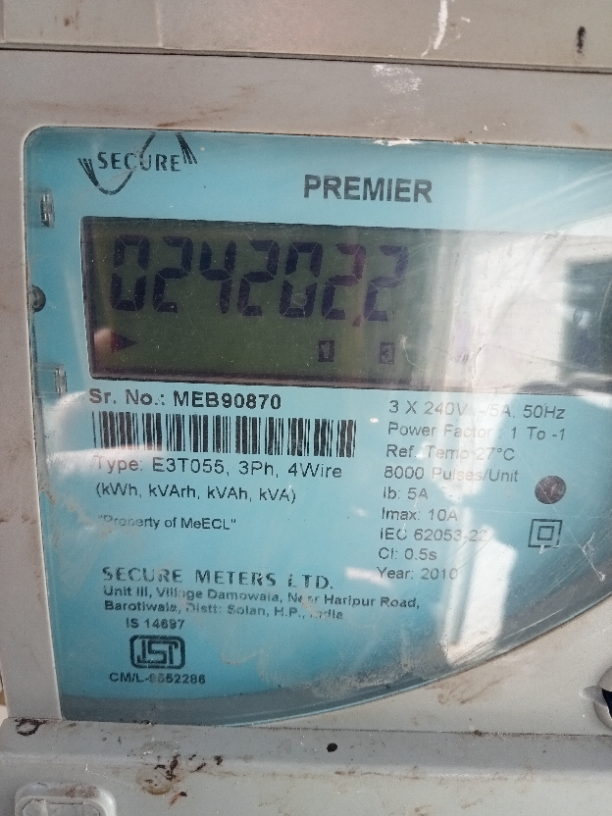 SECURE
PREMIER
024202.2
1 3
Sr. No.: MEB90870
Type: E3T055, 3Ph, 4Wire
(kWh, kVArh, kVAh, kVA)
"Property of MeECL"
3 X 240V, -5A, 50Hz
Power Factor 1 To -1
Ref. Temp 27°C
8000 Pulses/Unit
Ib: 5A
Imax: 10A
IEC 62053-22
Cl: 0.5s
Year: 2010
SECURE METERS LTD.
Unit III, Village Damowala, Near Haripur Road,
Barotiwala, Distt: Solan, H.P., India
IS 14697
ISI
CM/L-9552286